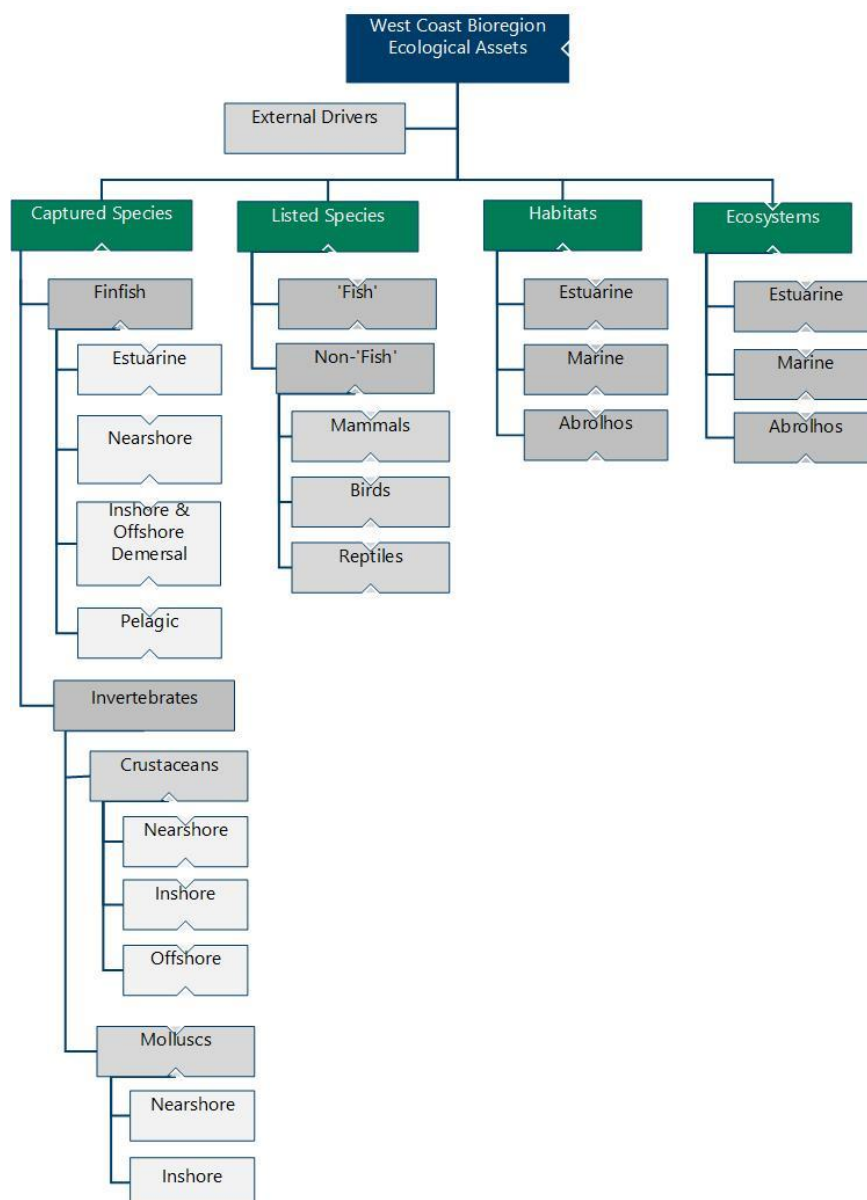 West Coast Bioregion
Ecological Assets
External Drivers
Captured Species
Listed Species
Habitats
Ecosystems
Finfish
Estuarine
Nearshore
Inshore &
Offshore
Demersal
Pelagic
Invertebrates
Crustaceans
Nearshore
Inshore
Offshore
Molluscs
Nearshore
Inshore
'Fish'
Non-'Fish'
Mammals
Birds
Reptiles
Estuarine
Marine
Abrolhos
Estuarine
Marine
Abrolhos